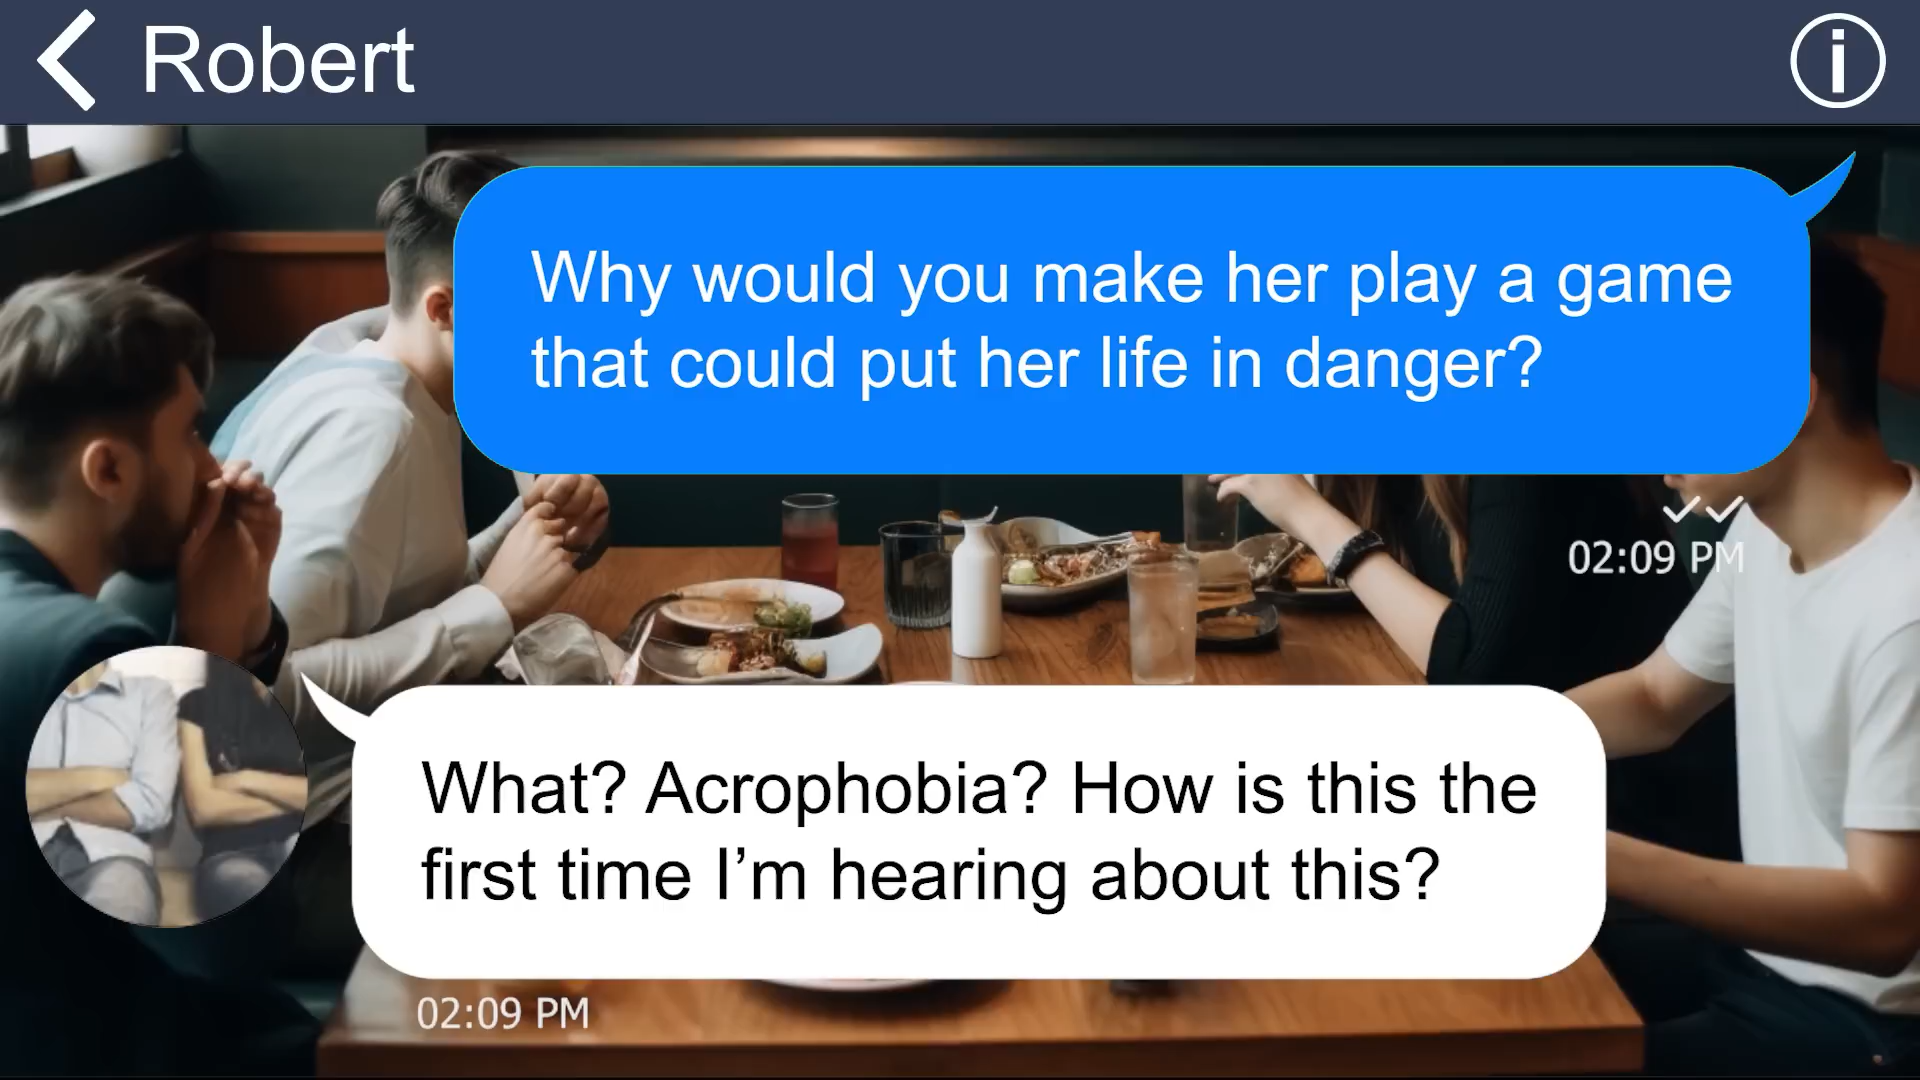 Robert
Why would you make her play a game
that could put her life in danger?
02:09 PM
What? Acrophobia? How is this the
first time I’m hearing about this?
02:09 PM